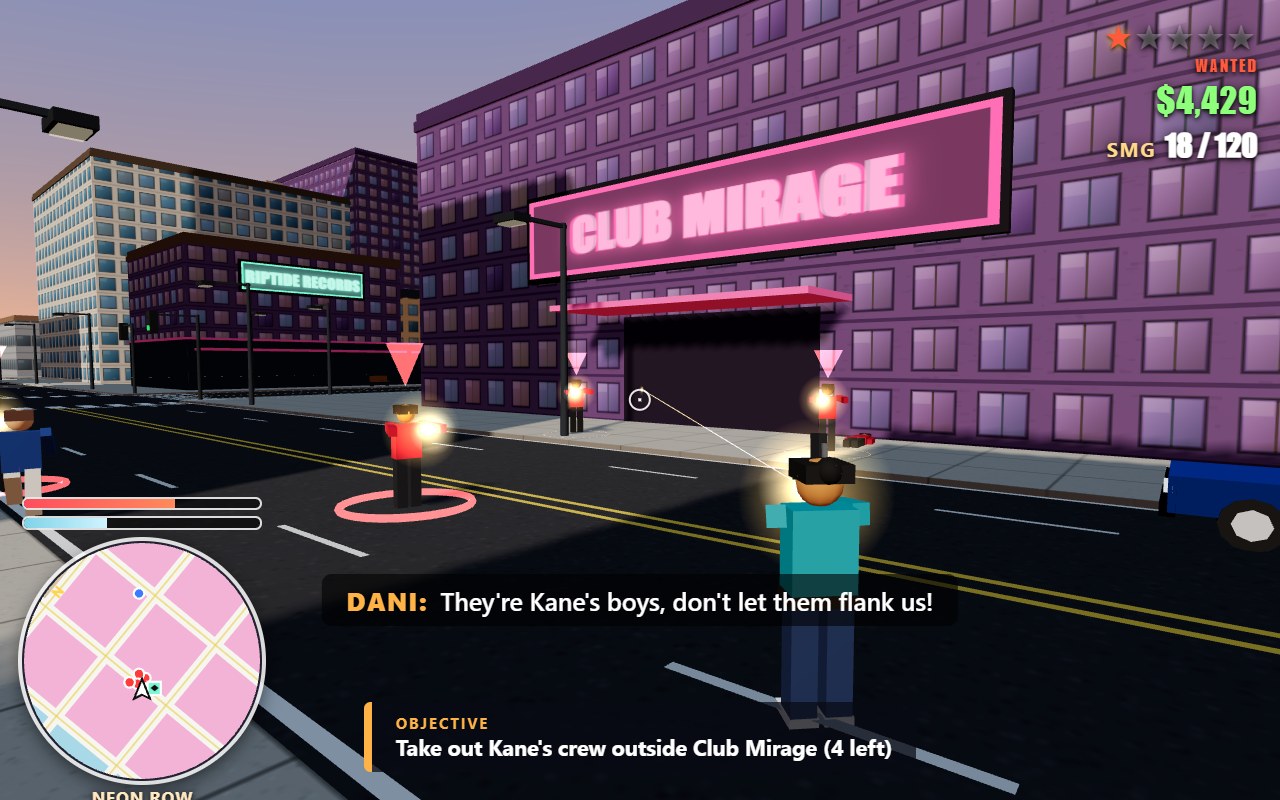 WANTED
$4,429
SMG 18 / 120
CLUB MIRAGE
RIPTIDE RECORDS
DANI: They're Kane's boys, don't let them flank us!
N
OBJECTIVE
Take out Kane's crew outside Club Mirage (4 left)
NEON ROW